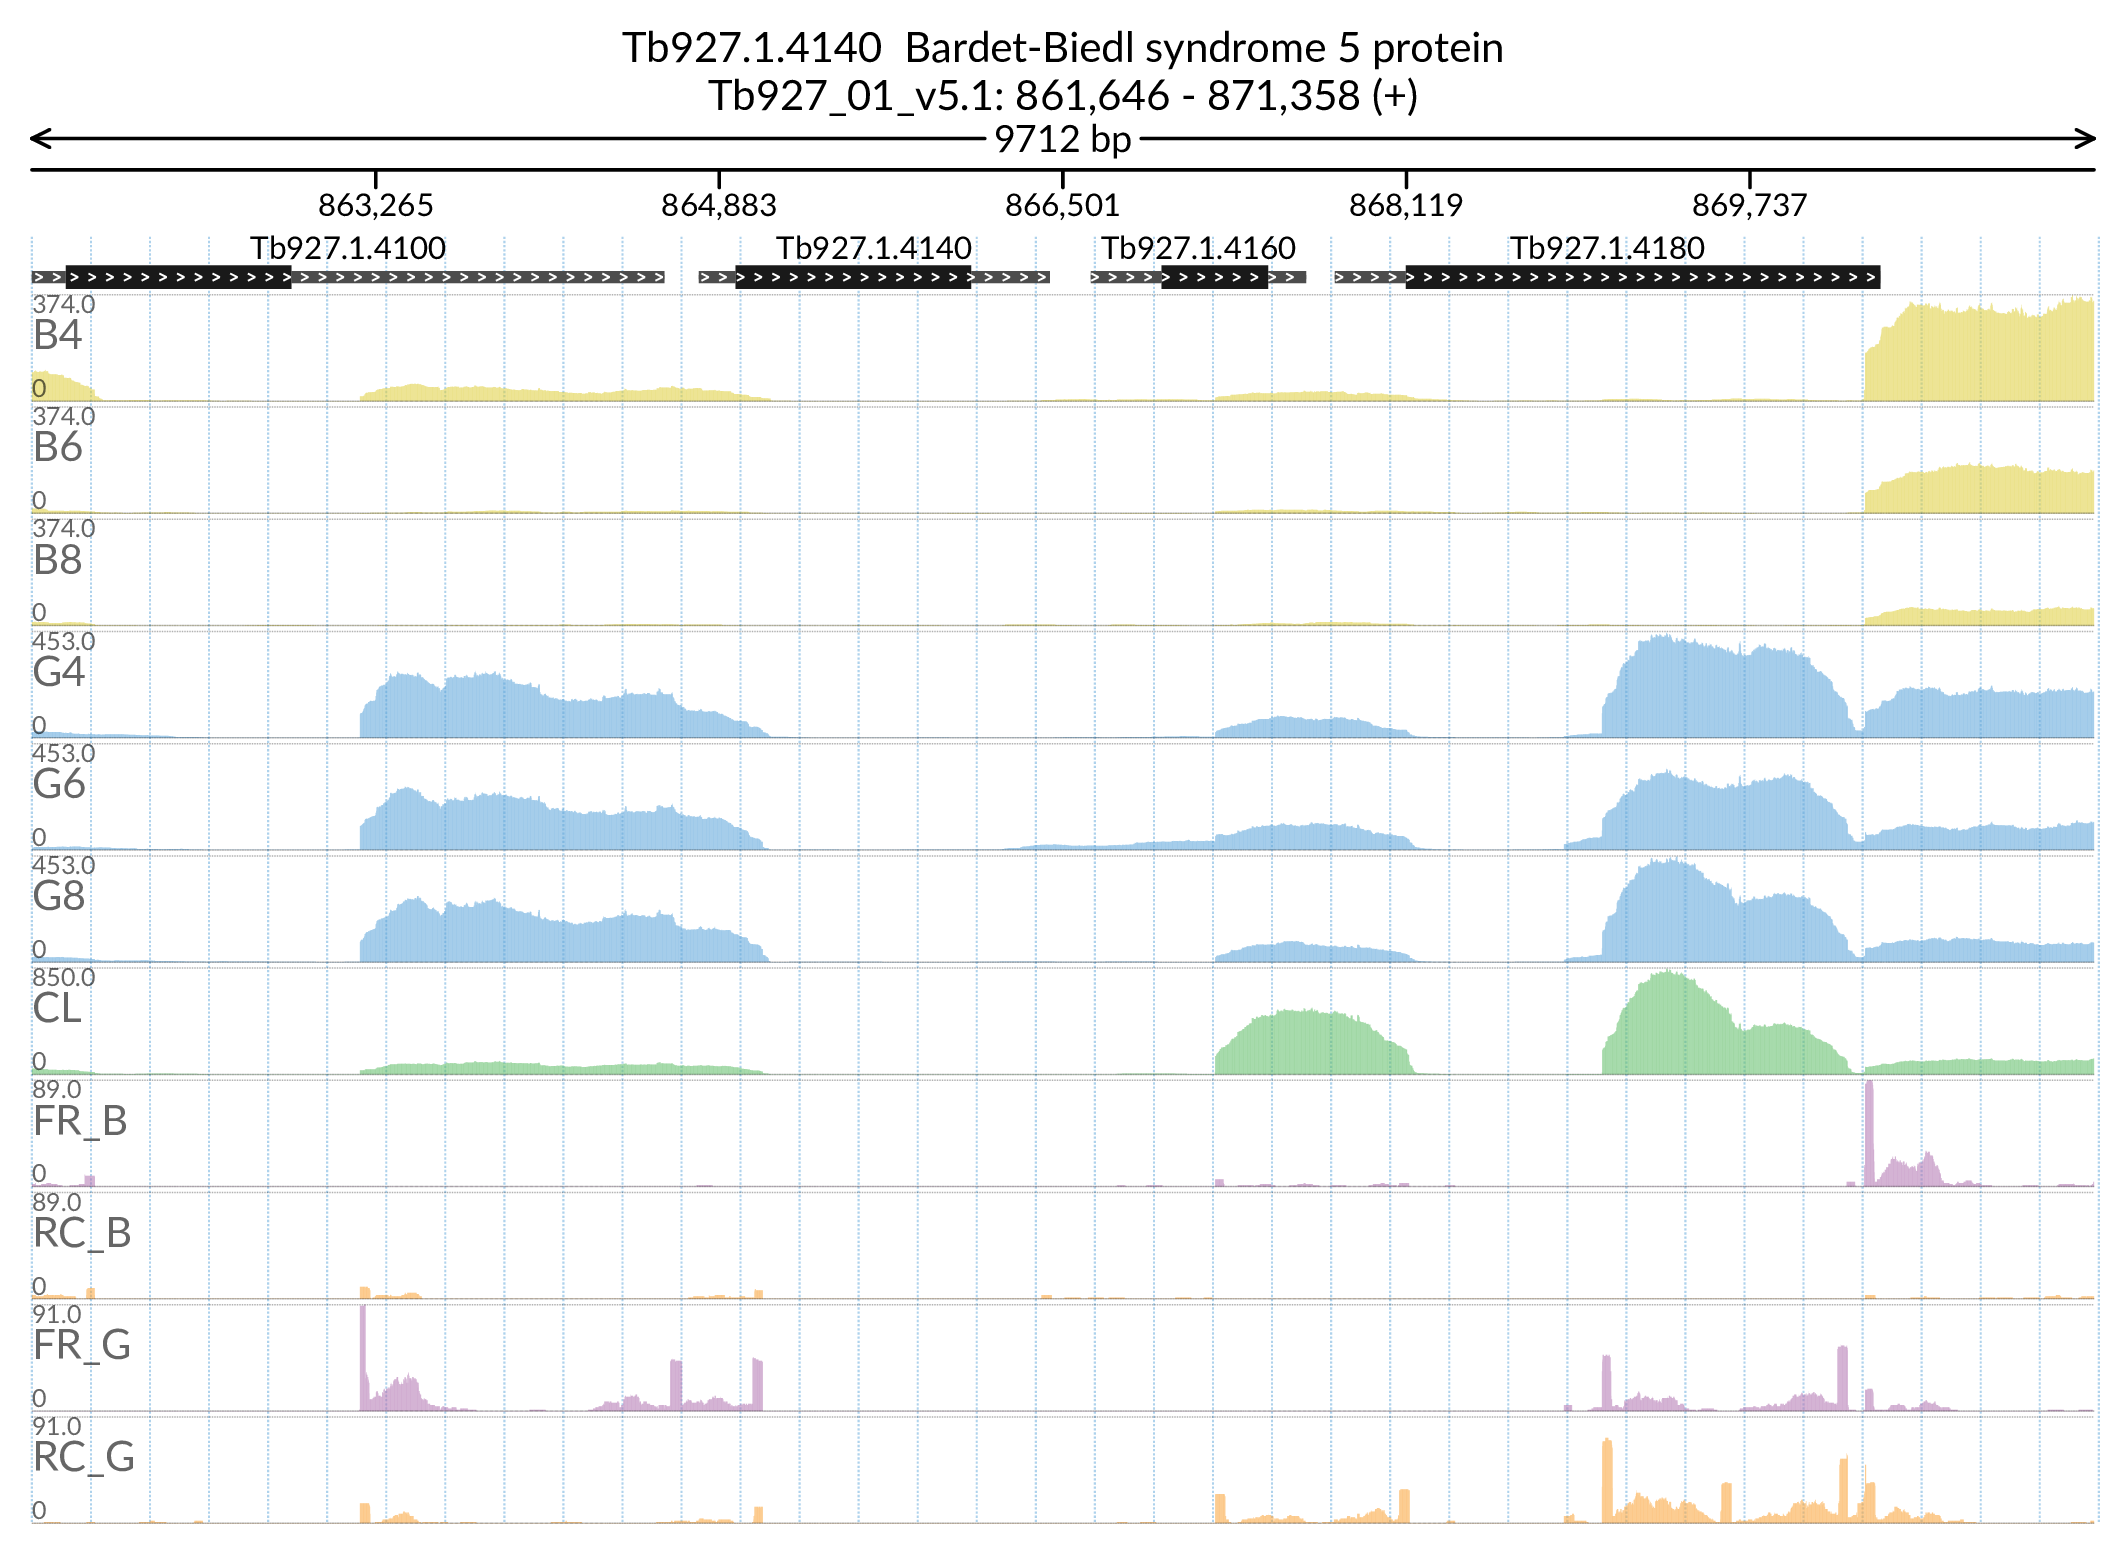 Tb927.1.4140 Bardet-Biedl syndrome 5 protein
Tb927_01_v5.1: 861,646 - 871,358 (+)
9712 bp
863,265 864,883 866,501 868,119 869,737
Tb927.1.4100 Tb927.1.4140 Tb927.1.4160 Tb927.1.4180
374.0
B4
0
374.0
B6
0
374.0
B8
0
453.0
G4
0
453.0
G6
0
453.0
G8
0
850.0
CL
0
89.0
FR_B
0
89.0
RC_B
0
91.0
FR_G
0
91.0
RC_G
0